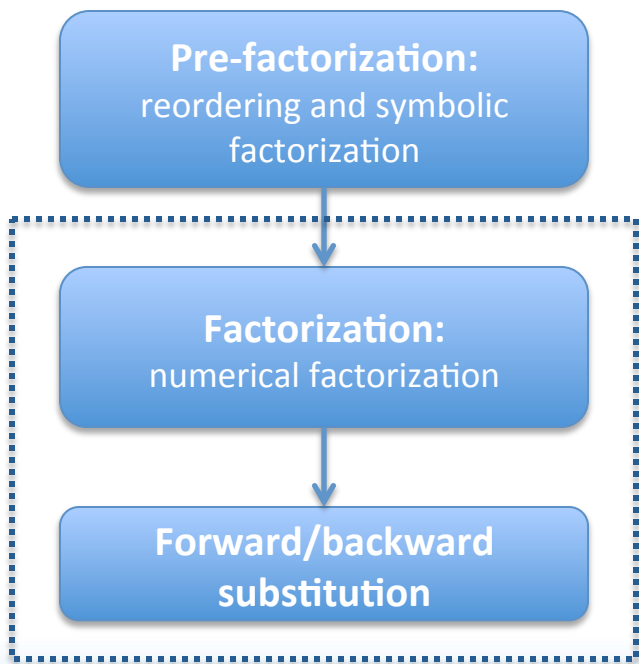 Pre-factorization:
reordering and symbolic
factorization
Factorization:
numerical factorization
Forward/backward
substitution